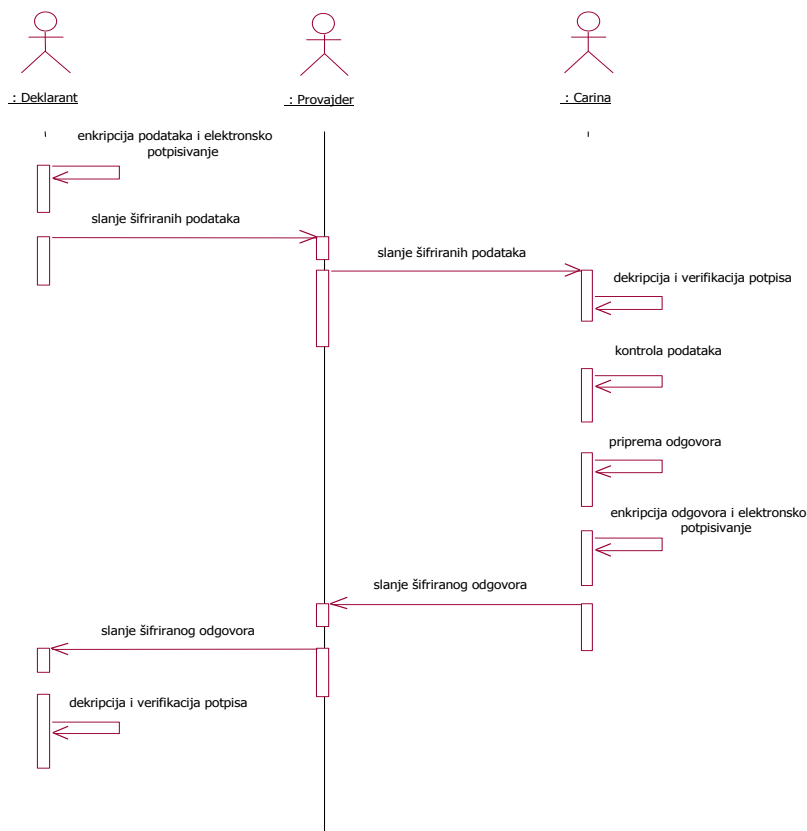 : Deklarant
: Provajder
: Carina
enkripcija podataka i elektronsko
potpisivanje
slanje šifriranih podataka
slanje šifriranih podataka
dekripcija i verifikacija potpisa
kontrola podataka
priprema odgovora
enkripcija odgovora i elektronsko
potpisivanje
slanje šifriranog odgovora
slanje šifriranog odgovora
dekripcija i verifikacija potpisa